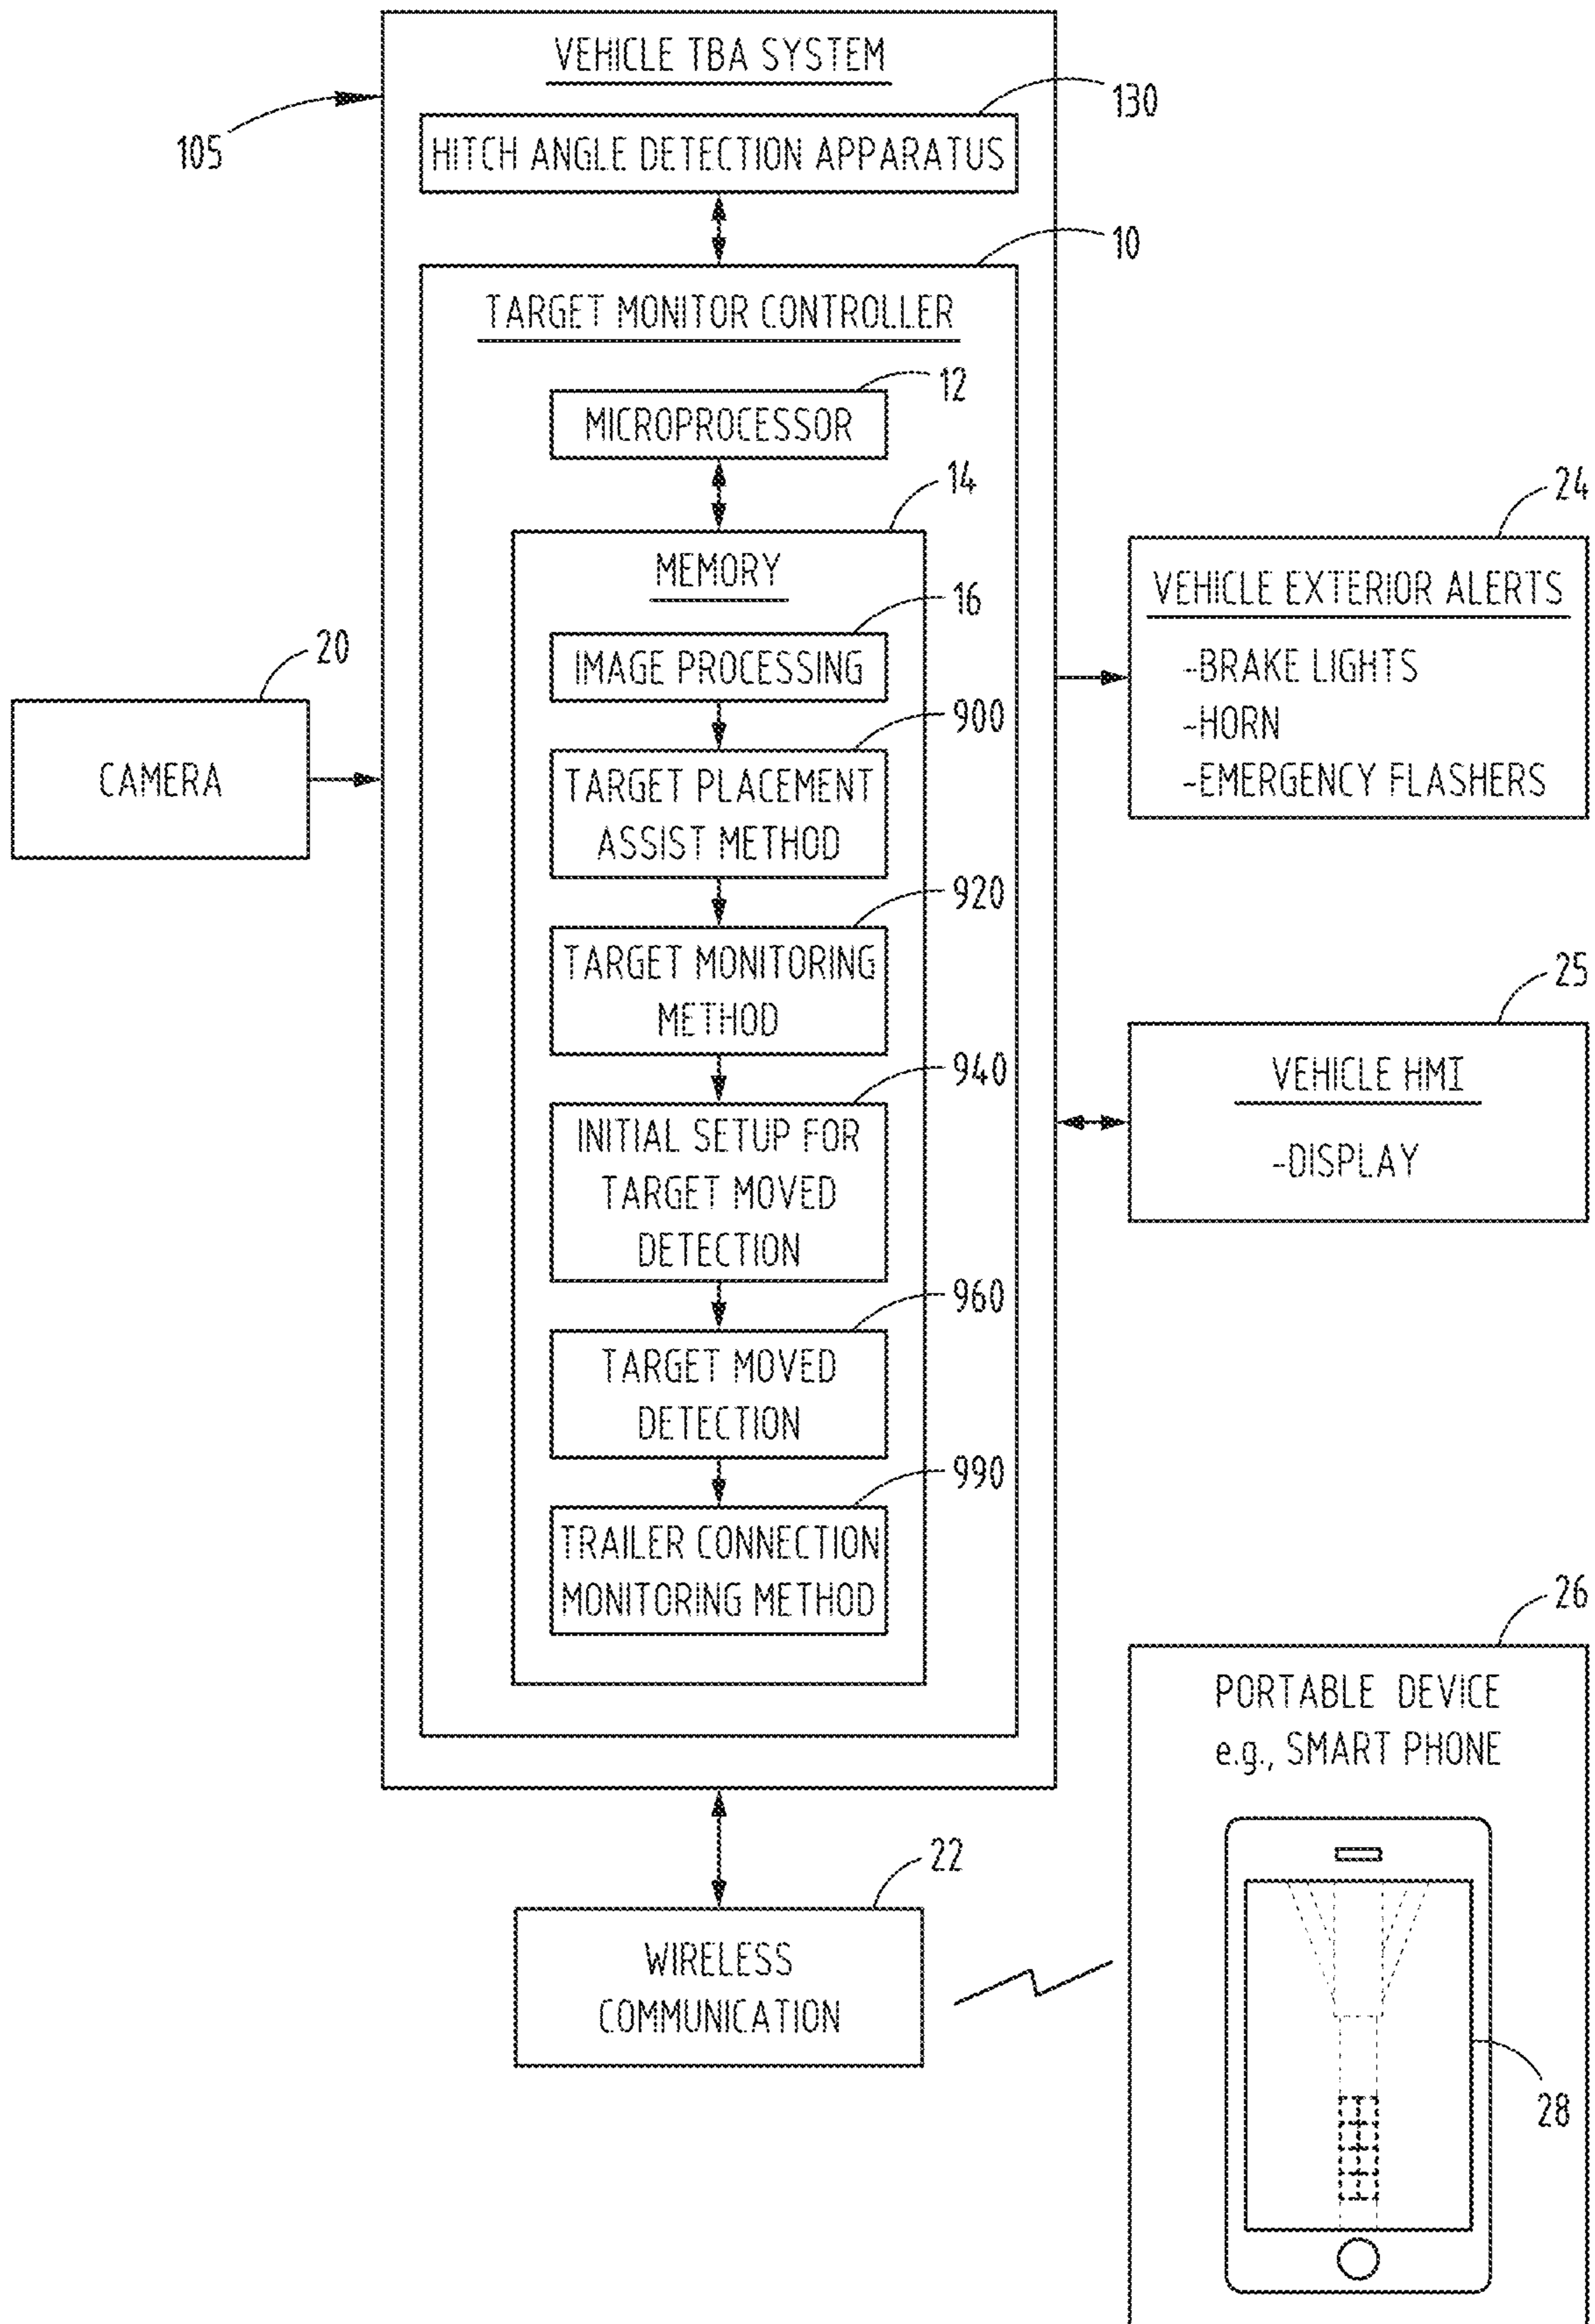 VEHICLE TBA SYSTEM
105
130
HITCH ANGLE DETECTION APPARATUS
10
TARGET MONITOR CONTROLLER
12
MICROPROCESSOR
14
MEMORY
16
IMAGE PROCESSING
900
TARGET PLACEMENT
ASSIST METHOD
920
TARGET MONITORING
METHOD
940
INITIAL SETUP FOR
TARGET MOVED
DETECTION
960
TARGET MOVED
DETECTION
990
TRAILER CONNECTION
MONITORING METHOD
20
CAMERA
24
VEHICLE EXTERIOR ALERTS
-BRAKE LIGHTS
-HORN
-EMERGENCY FLASHERS
25
VEHICLE HMI
-DISPLAY
22
WIRELESS
COMMUNICATION
26
PORTABLE DEVICE
e.g., SMART PHONE
28